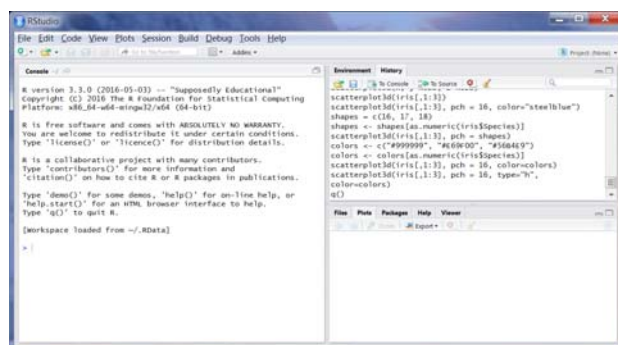 RStudio
File Edit Code View Plots Session Build Debug Tools Help
Go to file/function Addins
Project: (None)
Console ~/
R version 3.3.0 (2016-05-03) -- "Supposedly Educational"
Copyright (C) 2016 The R Foundation for Statistical Computing
Platform: x86_64-w64-mingw32/x64 (64-bit)
R is free software and comes with ABSOLUTELY NO WARRANTY.
You are welcome to redistribute it under certain conditions.
Type 'license()' or 'licence()' for distribution details.
R is a collaborative project with many contributors.
Type 'contributors()' for more information and
'citation()' on how to cite R or R packages in publications.
Type 'demo()' for some demos, 'help()' for on-line help, or
'help.start()' for an HTML browser interface to help.
Type 'q()' to quit R.
[Workspace loaded from ~/.RData]
>
Environment History
To Console To Source
scatterplot3d(iris[,1:3])
scatterplot3d(iris[,1:3], pch = 16, color="steelblue")
shapes = c(16, 17, 18)
shapes <- shapes[as.numeric(iris$Species)]
scatterplot3d(iris[,1:3], pch = shapes)
colors <- c("#999999", "#E69F00", "#56B4E9")
colors <- colors[as.numeric(iris$Species)]
scatterplot3d(iris[,1:3], pch = 16, color=colors)
scatterplot3d(iris[,1:3], pch = 16, type="h",
color=colors)
q()
Files Plots Packages Help Viewer
Zoom Export